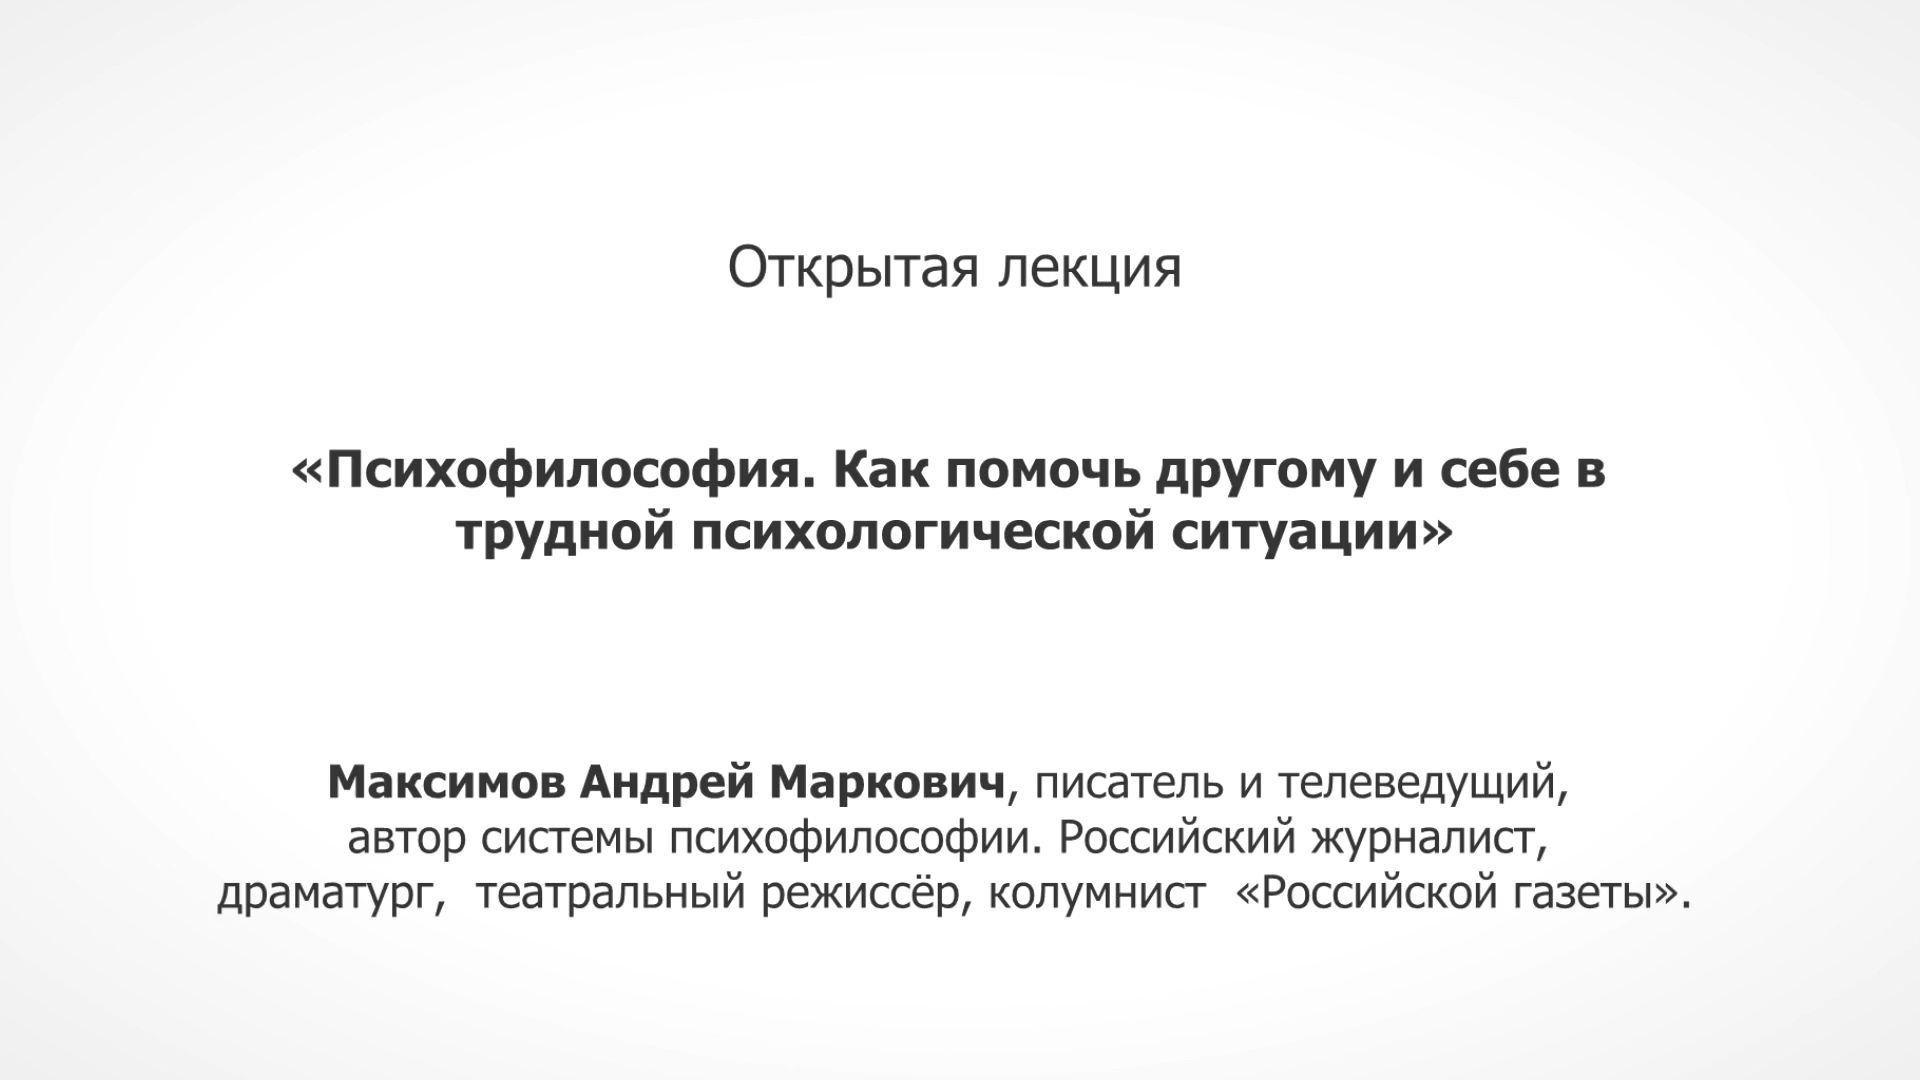 Открытая лекция
«Психофилософия. Как помочь другому и себе в
трудной психологической ситуации»
Максимов Андрей Маркович, писатель и телеведущий,
автор системы психофилософии. Российский журналист,
драматург,  театральный режиссёр, колумнист  «Российской газеты».